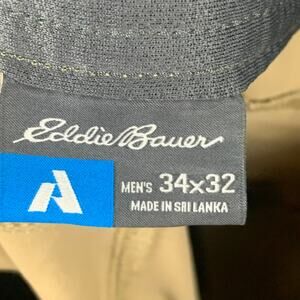 Eddie Bauer
MEN'S 34x32
MADE IN SRI LANKA